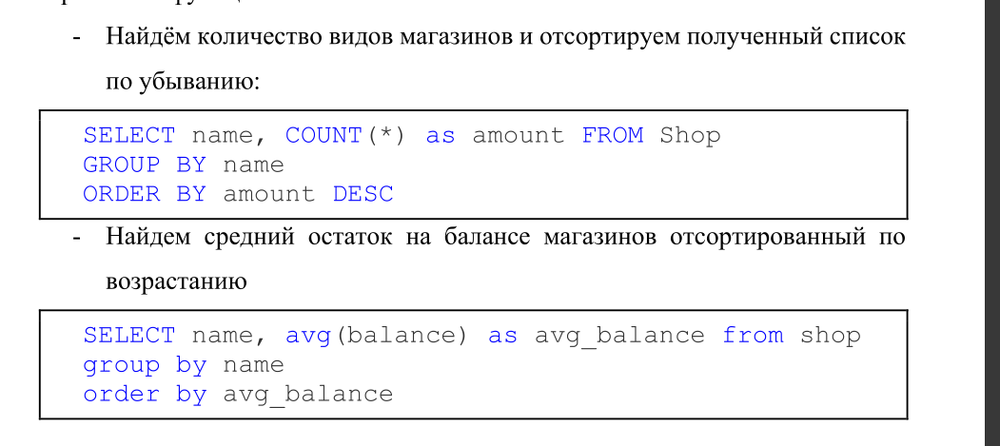 - Найдём количество видов магазинов и отсортируем полученный список
по убыванию:
SELECT name, COUNT(*) as amount FROM Shop
GROUP BY name
ORDER BY amount DESC
- Найдем средний остаток на балансе магазинов отсортированный по
возрастанию
SELECT name, avg(balance) as avg_balance from shop
group by name
order by avg_balance